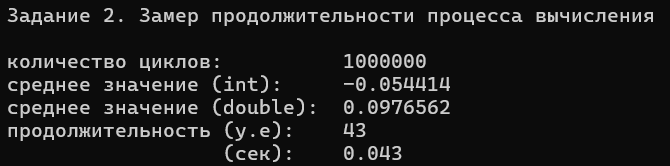 Задание 2. Замер продолжительности процесса вычисления
количество циклов: 1000000
среднее значение (int): -0.054414
среднее значение (double): 0.0976562
продолжительность (у.е): 43
(сек): 0.043